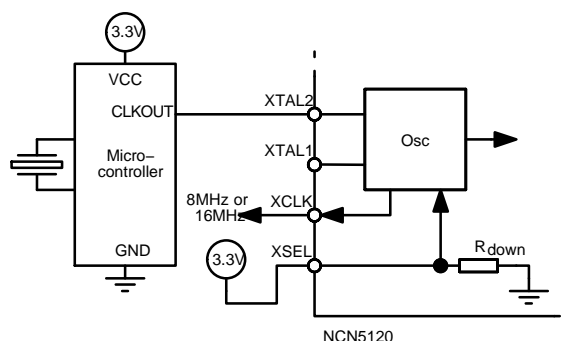 3.3V
VCC
CLKOUT
Micro-
controller
GND
XTAL2
XTAL1
8MHz or
16MHz
XCLK
3.3V
XSEL
Osc
Rdown
NCN5120